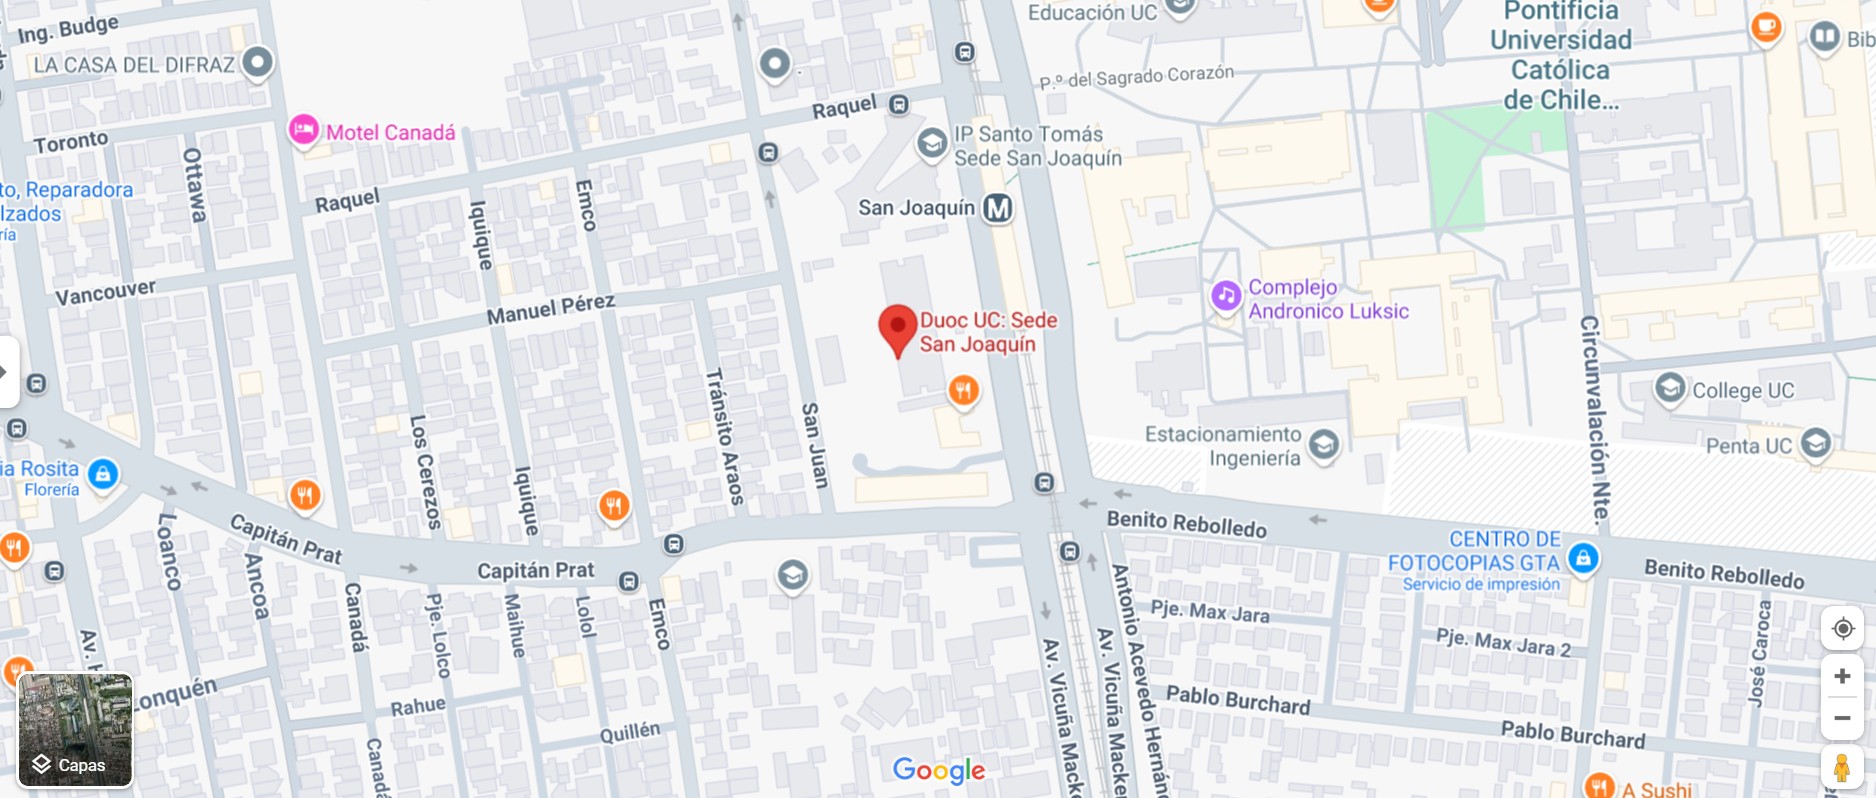 Ing. Budge
LA CASA DEL DIFRAZ
Toronto
Motel Canadá
Ottawa
to, Reparadora
lzados
ría
Raquel
Raquel
Iquique
Emco
Vancouver
Manuel Pérez
Educación UC
P.º del Sagrado Corazón
IP Santo Tomás
Sede San Joaquín
San Joaquín
M
Pontificia
Universidad
Católica
de Chile...
Bib
Complejo
Andronico Luksic
Duoc UC: Sede
San Joaquín
Circunvalación Nte.
College UC
Penta UC
Estacionamiento
Ingeniería
Tránsito Araos
San Juan
Los Cerezos
Iquique
ia Rosita
Florería
Loanco
Ancoa
Capitán Prat
Capitán Prat
Canadá
Pje. Lolco
Maihue
Lolol
Emco
Benito Rebolledo
Benito Rebolledo
CENTRO DE
FOTOCOPIAS GTA
Servicio de impresión
Pje. Max Jara
Pje. Max Jara 2
José Caroca
Antonio Acevedo Hernán
Av. Vicuña Macke
Av. Vicuña Macken
Pablo Burchard
Pablo Burchard
Av.
onquén
Rahue
Quillén
Canadá
A Sushi
Capas
Google